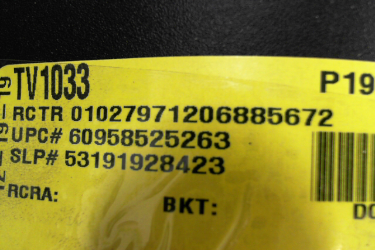 TV1033 P19
RCTR 01027971206885672
UPC# 60958525263
SLP# 53191928423
RCRA: BKT: